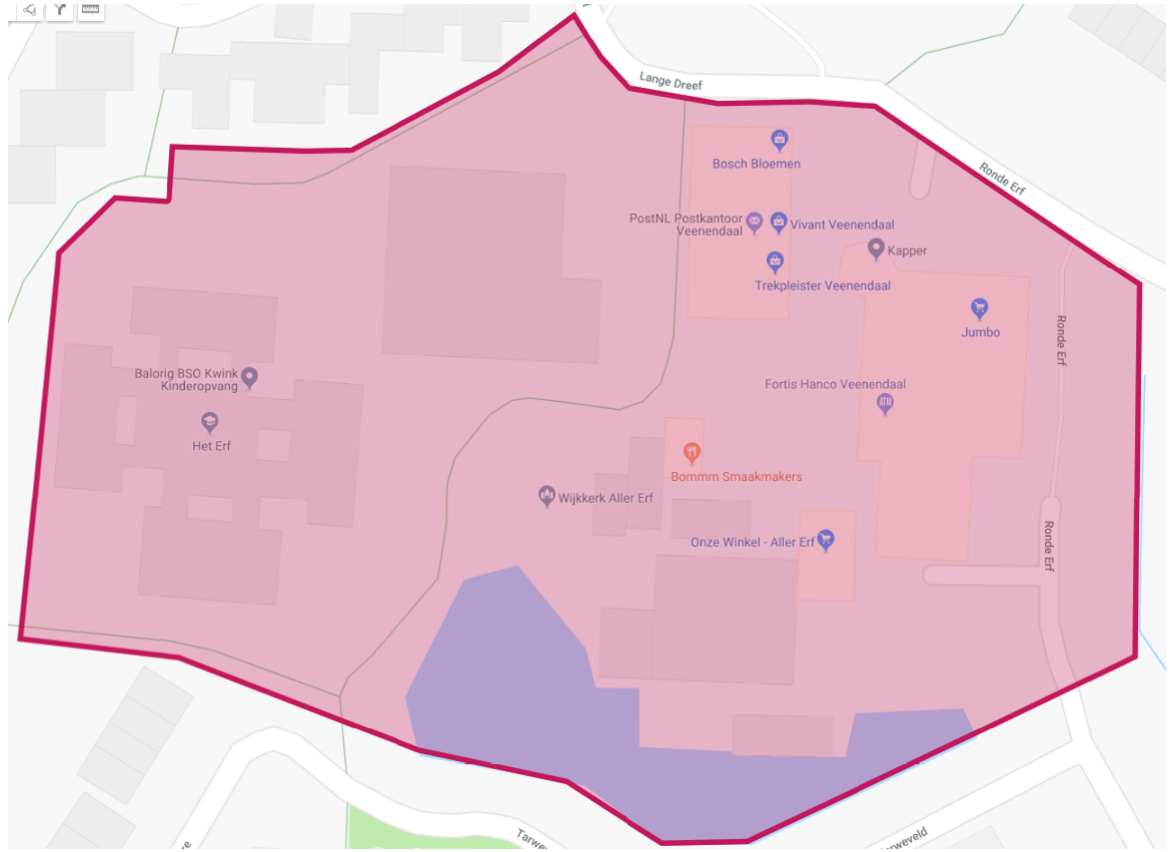 Lange Dreef
Bosch Bloemen
Ronde Erf
PostNL Postkantoor
Veenendaal
Vivant Veenendaal
Kapper
Trekpleister Veenendaal
Jumbo
Ronde Erf
Balorig BSO Kwink
Kinderopvang
Fortis Hanco Veenendaal
ATM
Het Erf
Bommm Smaakmakers
Wijkkerk Aller Erf
Onze Winkel - Aller Erf
Ronde Erf